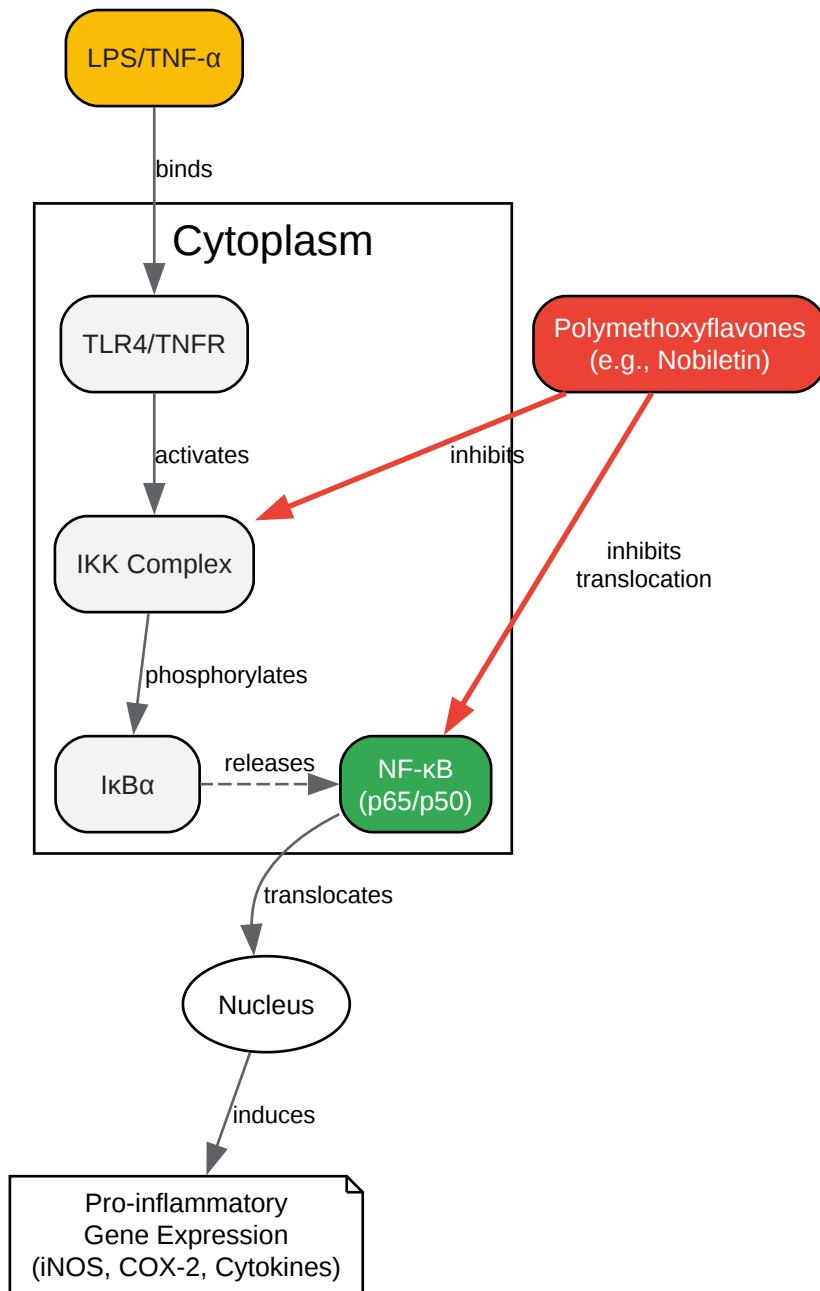 LPS/TNF-α
binds
Cytoplasm
TLR4/TNFR
Polymethoxyflavones
(e.g., Nobiletin)
activates
inhibits
IKK Complex
inhibits
translocation
phosphorylates
IκBα
releases
NF-κB
(p65/p50)
translocates
Nucleus
induces
Pro-inflammatory
Gene Expression
(iNOS, COX-2, Cytokines)